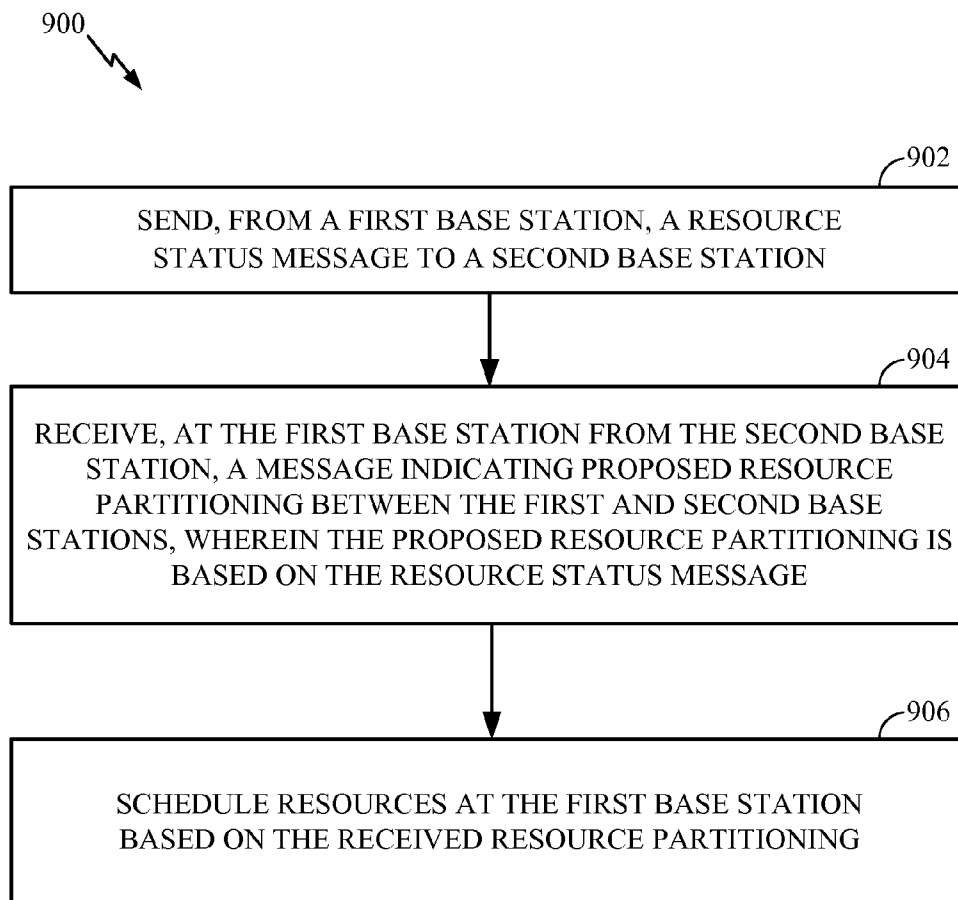 900
902
SEND, FROM A FIRST BASE STATION, A RESOURCE
STATUS MESSAGE TO A SECOND BASE STATION
904
RECEIVE, AT THE FIRST BASE STATION FROM THE SECOND BASE
STATION, A MESSAGE INDICATING PROPOSED RESOURCE
PARTITIONING BETWEEN THE FIRST AND SECOND BASE
STATIONS, WHEREIN THE PROPOSED RESOURCE PARTITIONING IS
BASED ON THE RESOURCE STATUS MESSAGE
906
SCHEDULE RESOURCES AT THE FIRST BASE STATION
BASED ON THE RECEIVED RESOURCE PARTITIONING